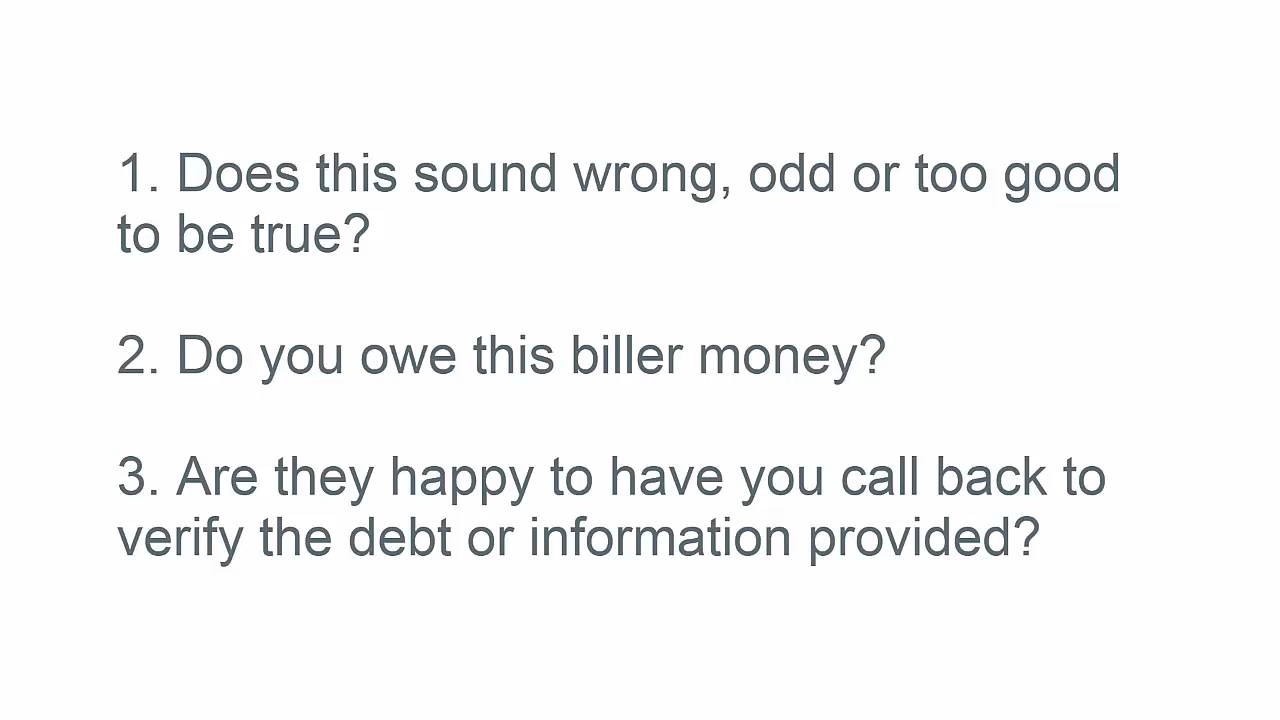 1. Does this sound wrong, odd or too good
to be true?
2. Do you owe this biller money?
3. Are they happy to have you call back to
verify the debt or information provided?